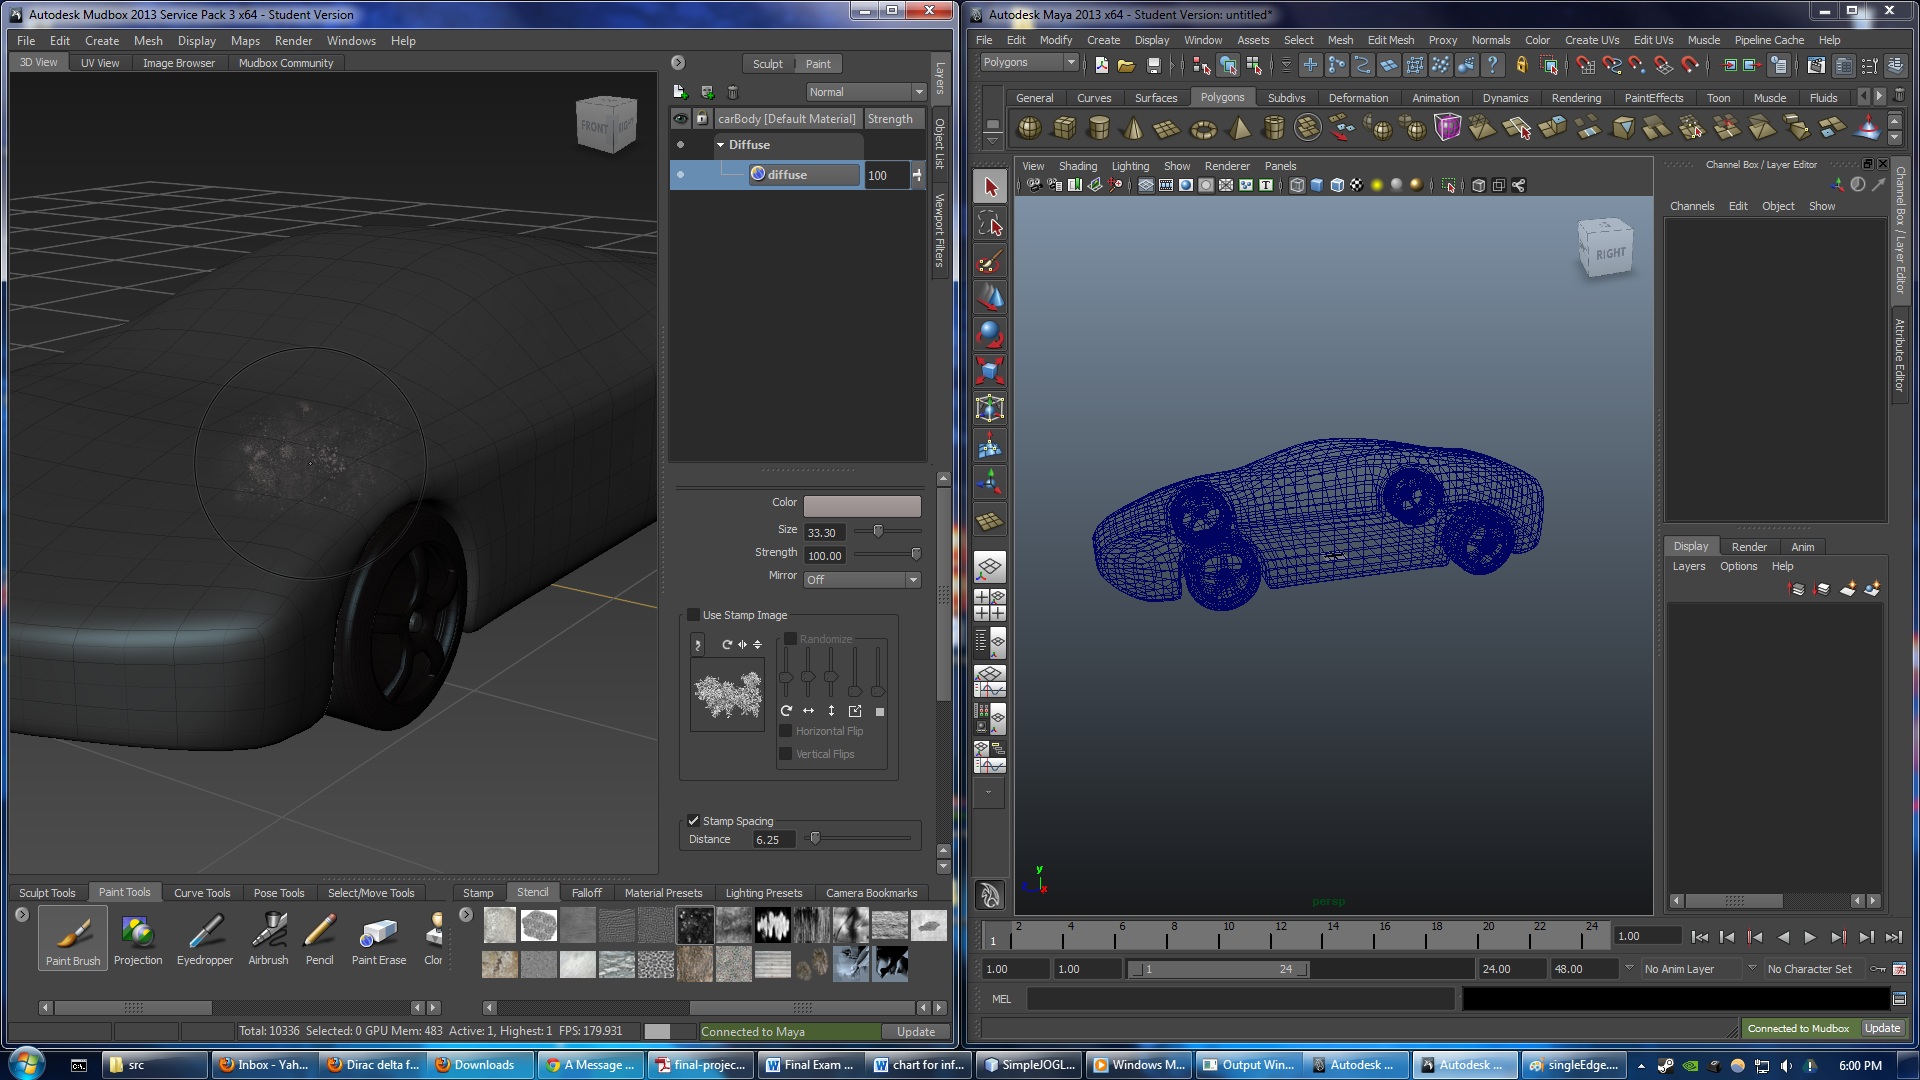 Autodesk Mudbox 2013 Service Pack 3 x64 - Student Version
File Edit Create Mesh Display Maps Render Windows Help
3D View UV View Image Browser Mudbox Community
FRONT
Sculpt Paint
Normal
carBody [Default Material] Strength
Diffuse
diffuse 100
Layers
Object List
Viewport Filters
Color
Size 33.30
Strength 100.00
Mirror Off
Use Stamp Image
Randomize
Horizontal Flip
Vertical Flips
Stamp Spacing
Distance 6.25
Sculpt Tools Paint Tools Curve Tools Pose Tools Select/Move Tools
Stamp Stencil Falloff Material Presets Lighting Presets Camera Bookmarks
Paint Brush Projection Eyedropper Airbrush Pencil Paint Erase Clor
Total: 10336 Selected: 0 GPU Mem: 483 Active: 1, Highest: 1 FPS: 179.931
Connected to Maya Update
Autodesk Maya 2013 x64 - Student Version: untitled*
File Edit Modify Create Display Window Assets Select Mesh Edit Mesh Proxy Normals Color Create UVs Edit UVs Muscle Pipeline Cache Help
Polygons
General Curves Surfaces Polygons Subdivs Deformation Animation Dynamics Rendering PaintEffects Toon Muscle Fluids
View Shading Lighting Show Renderer Panels
RIGHT
y
x
persp
Channel Box / Layer Editor
Channels Edit Object Show
Display Render Anim
Layers Options Help
Channel Box / Layer Editor
Attribute Editor
1 2 4 6 8 10 12 14 16 18 20 22 24 1.00
1.00 1.00 1 24 24.00 48.00 No Anim Layer No Character Set
MEL
Connected to Mudbox Update
src Inbox - Yah... Dirac delta f... Downloads A Message ... final-projec... Final Exam ... chart for inf... SimpleJOGL... Windows M... Output Win... Autodesk ... Autodesk ... singleEdge.... 6:00 PM